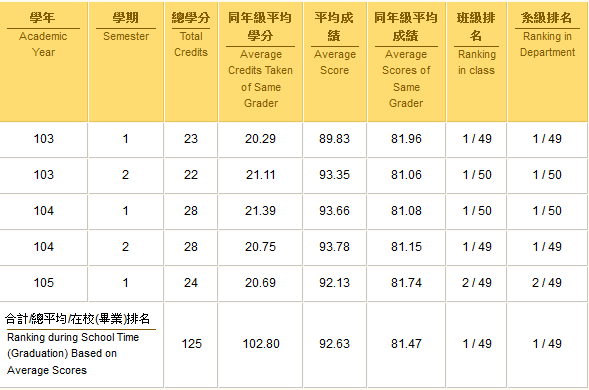 學年 學期 總學分 同年級平均 平均成 同年級平均 班級排 系級排名
學分 績 成績 名
Academic Semester Total Average Average Average Ranking Ranking in
Year Credits Credits Taken Score Scores of in class Department
of Same Same
Grader Grader
103 1 23 20.29 89.83 81.96 1 / 49 1 / 49
103 2 22 21.11 93.35 81.06 1 / 50 1 / 50
104 1 28 21.39 93.66 81.08 1 / 50 1 / 50
104 2 28 20.75 93.78 81.15 1 / 49 1 / 49
105 1 24 20.69 92.13 81.74 2 / 49 2 / 49
合計/總平均/在校(畢業)排名
Ranking during School Time
(Graduation) Based on
Average Scores
125 102.80 92.63 81.47 1 / 49 1 / 49